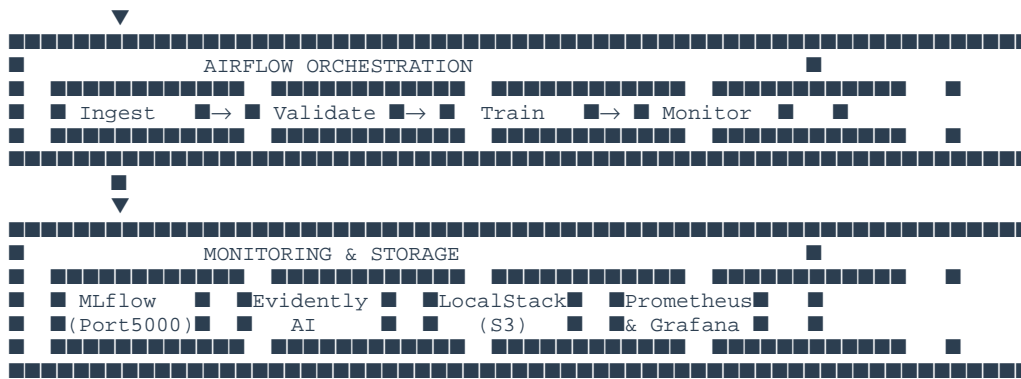 AIRFLOW ORCHESTRATION
Ingest → Validate → Train → Monitor
MONITORING & STORAGE
MLflow Evidently LocalStack Prometheus
(Port5000) AI (S3) & Grafana